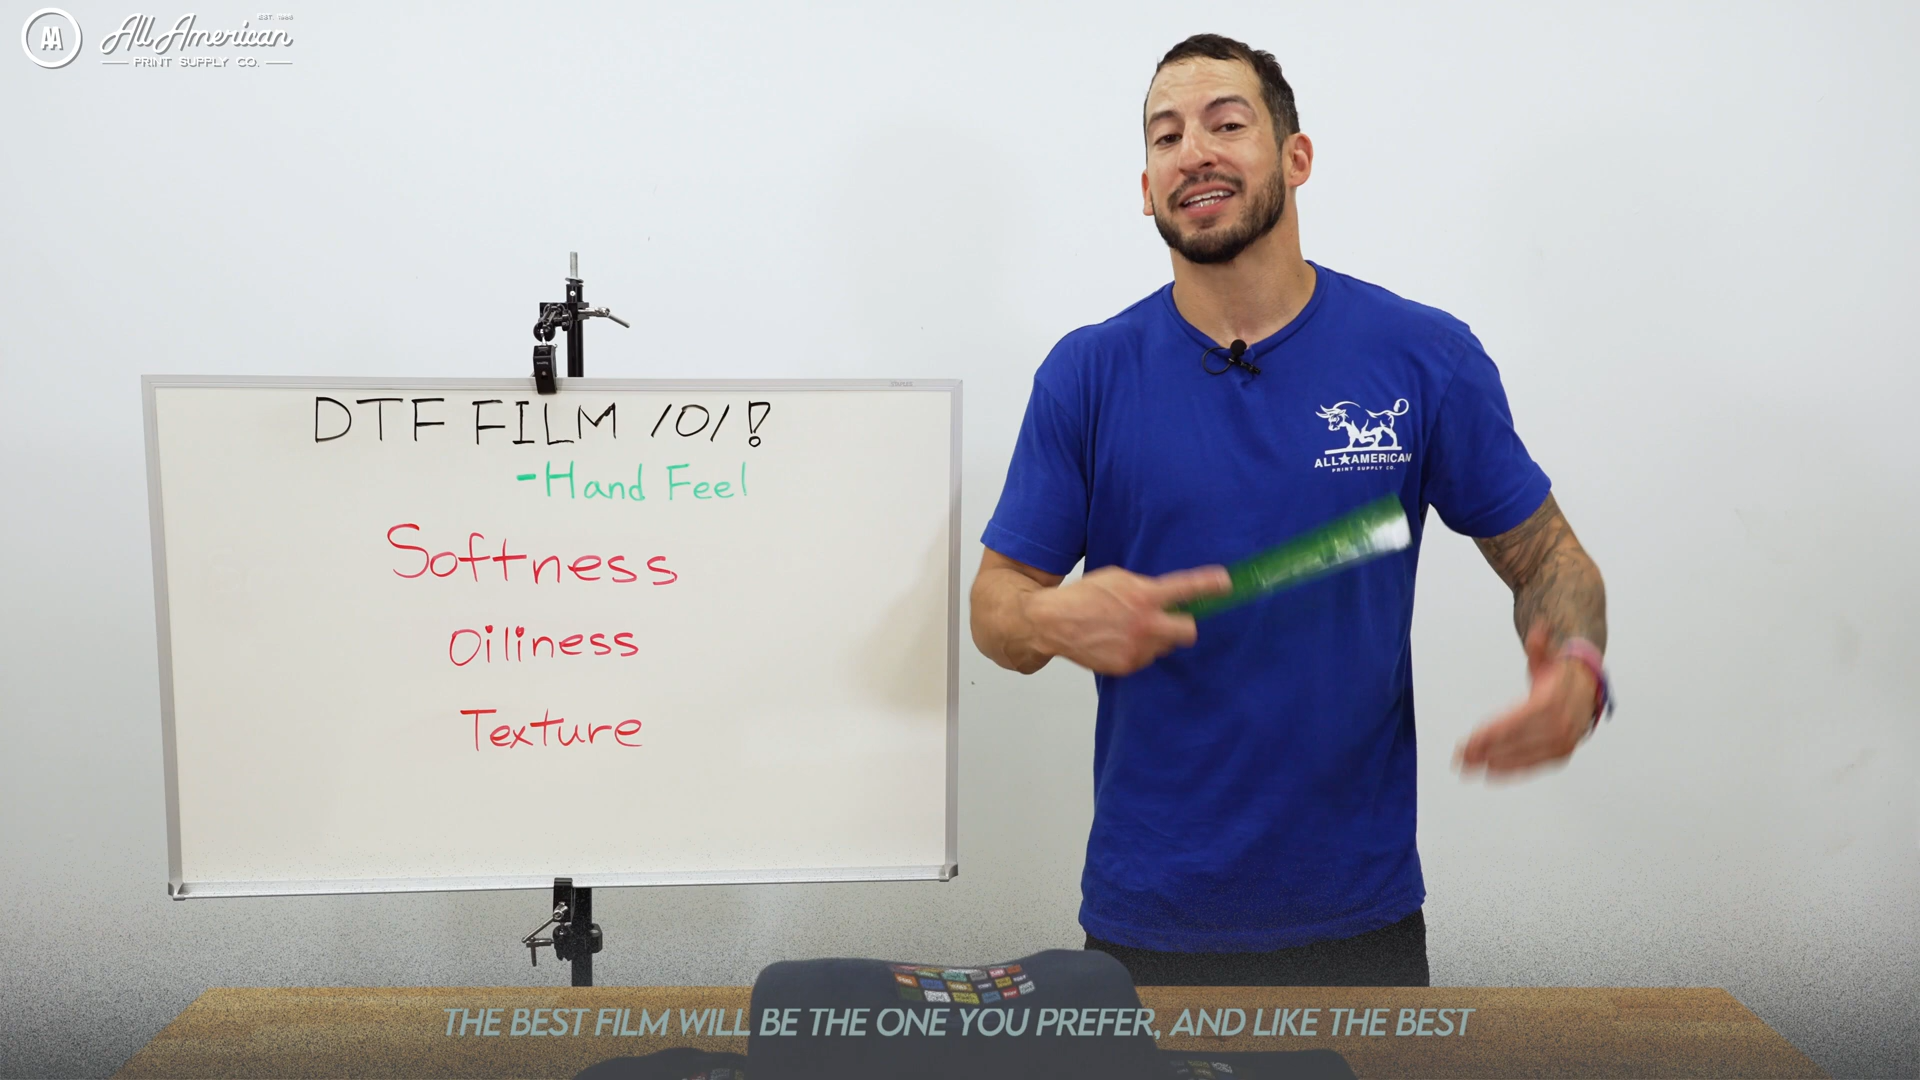 EST. 1988
All American
PRINT SUPPLY CO.
DTF FILM 101!
-Hand Feel
Softness
Oiliness
Texture
ALL★AMERICAN
PRINT SUPPLY CO.
THE BEST FILM WILL BE THE ONE YOU PREFER, AND LIKE THE BEST